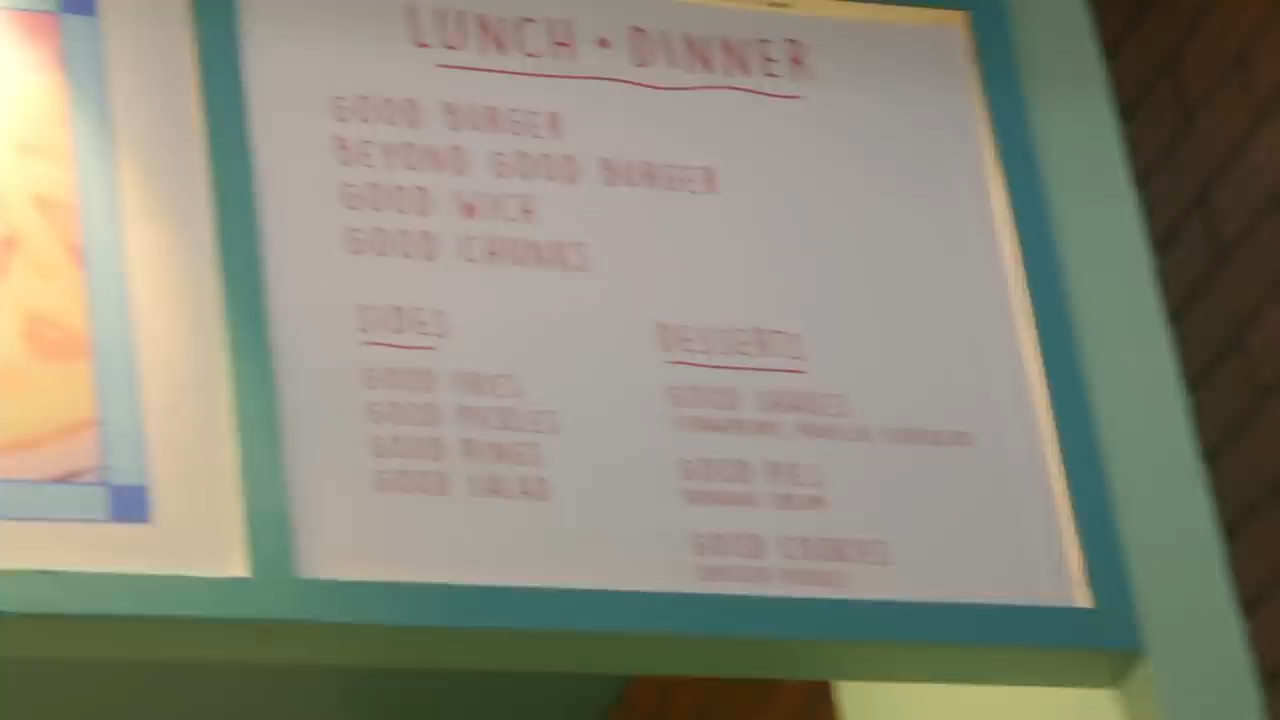 LUNCH • DINNER
GOOD BURGER
BEYOND GOOD BURGER
GOOD WICH
GOOD CHUNKS
SIDES
GOOD FRIES
GOOD PICKLES
GOOD RINGS
GOOD SALAD
DESSERTS
GOOD SHAKES
GOOD PIES
GOOD COOKIES